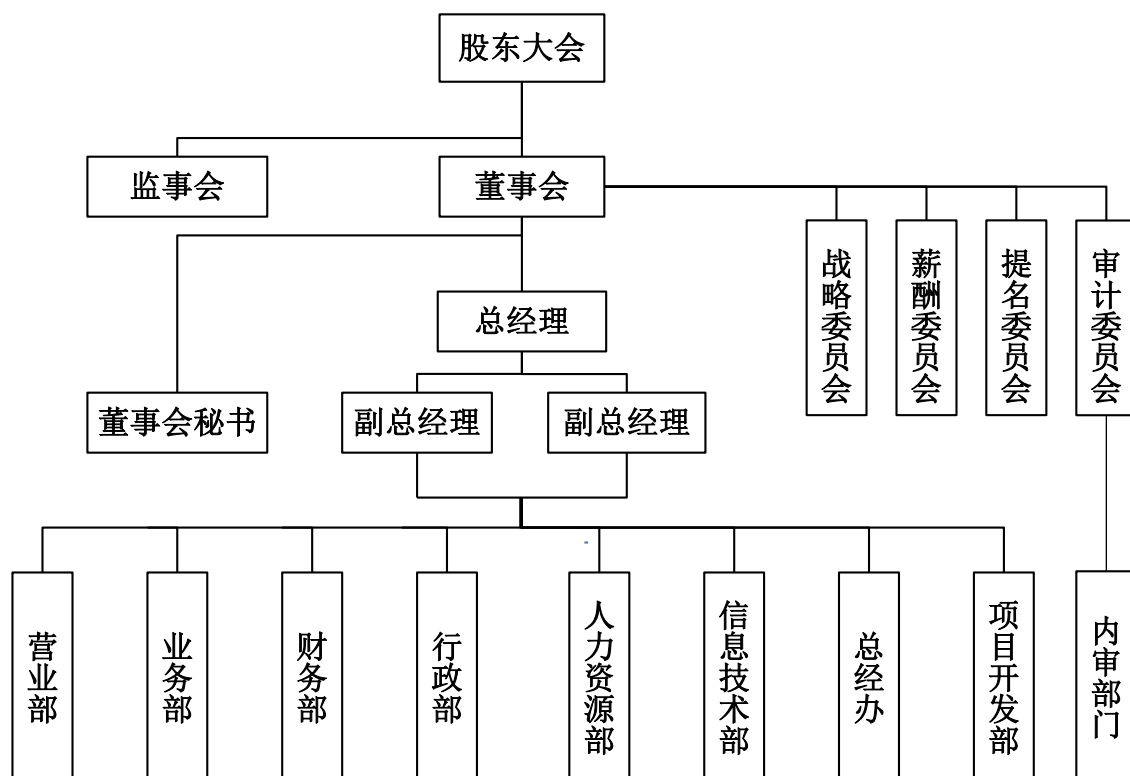 股东大会
监事会
董事会
战略委员会
薪酬委员会
提名委员会
审计委员会
总经理
董事会秘书
副总经理
副总经理
营业部
业务部
财务部
行政部
人力资源部
信息技术部
总经办
项目开发部
内审部门